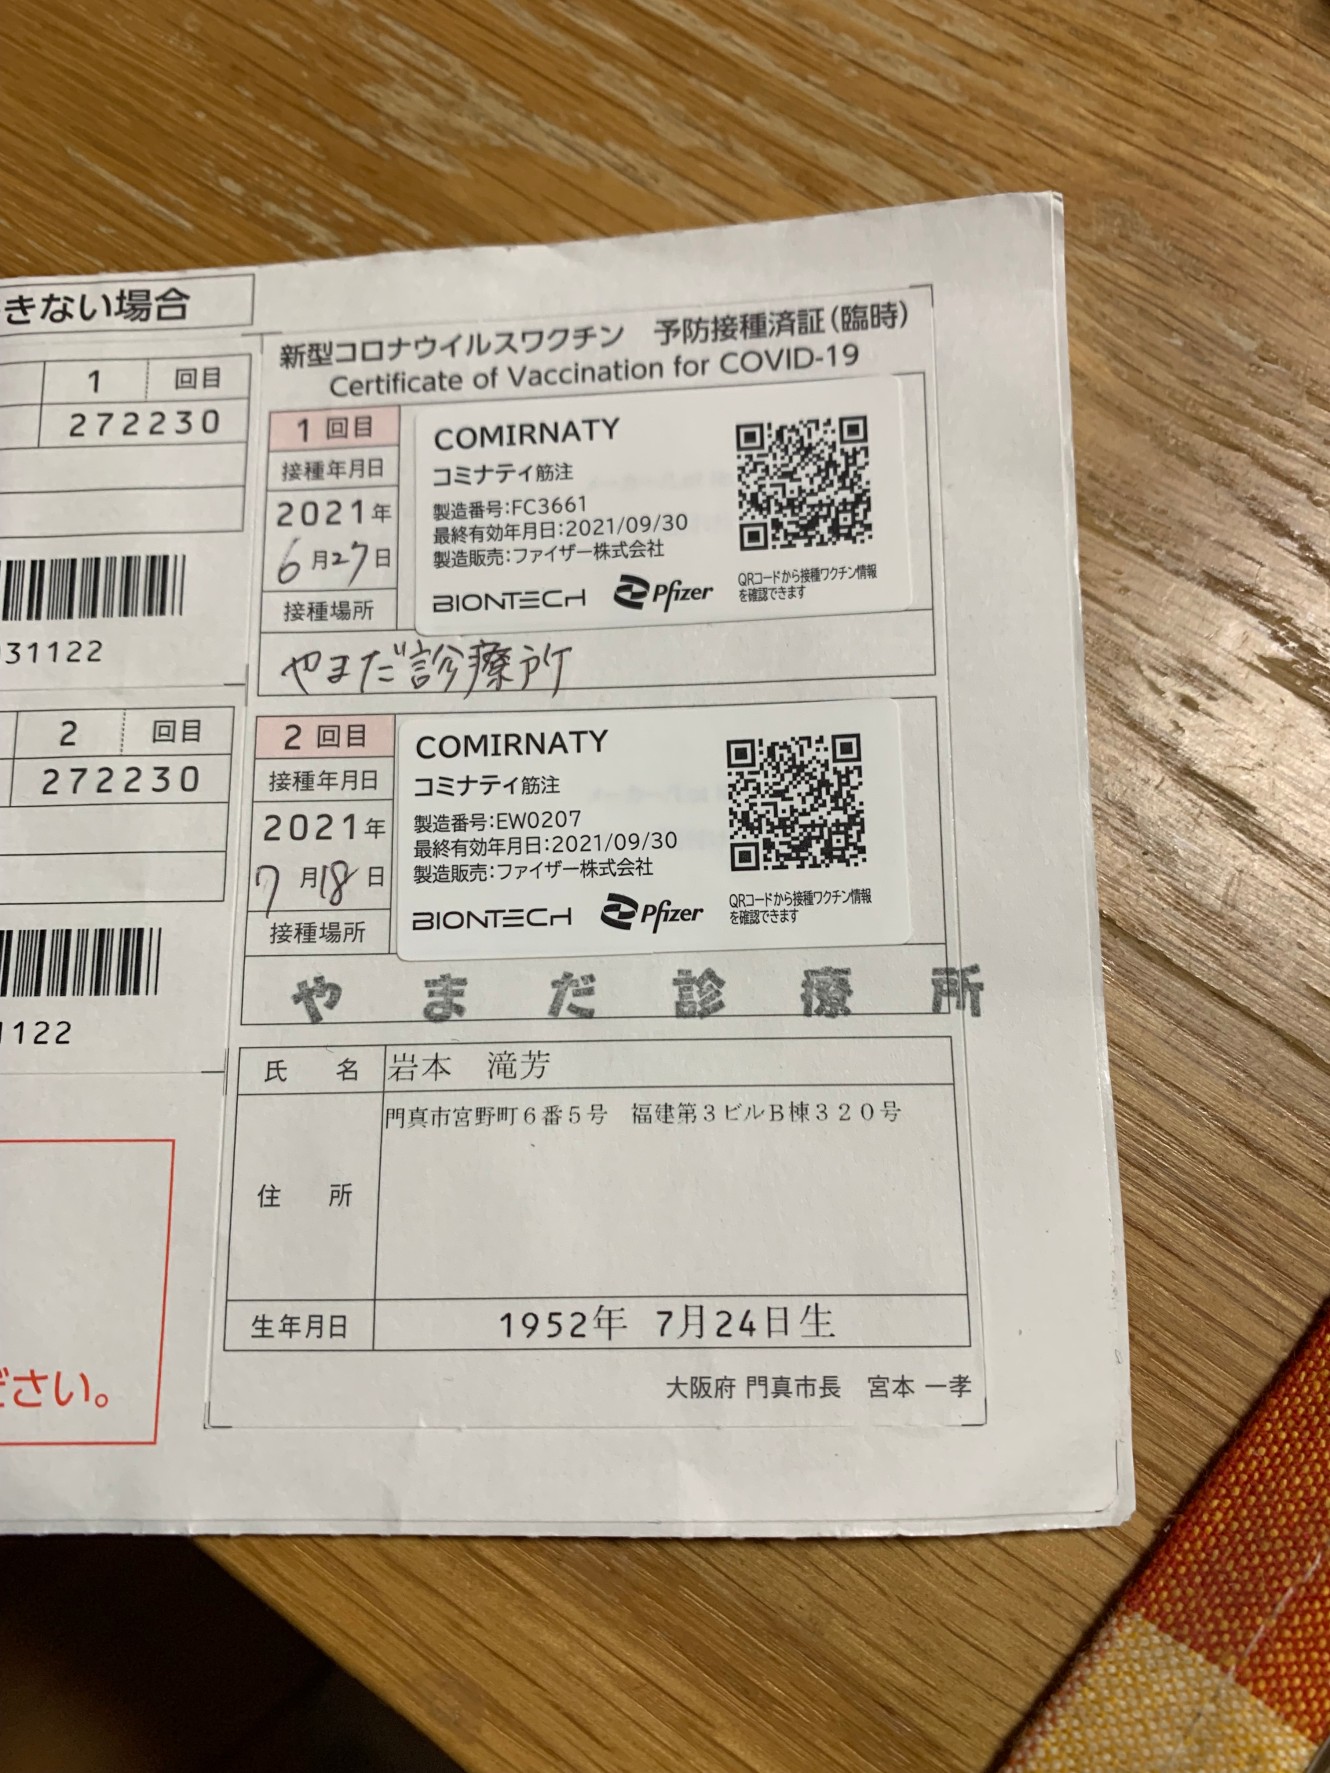 きない場合
1 回目
272230
31122
2 回目
272230
1122
ださい。
新型コロナウイルスワクチン 予防接種済証(臨時)
Certificate of Vaccination for COVID-19
1 回目
接種年月日
2021年
6月27日
接種場所
COMIRNATY
コミナティ筋注
製造番号:FC3661
最終有効年月日:2021/09/30
製造販売:ファイザー株式会社
BIONTECH Pfizer
QRコードから接種ワクチン情報
を確認できます
やまだ診療所
2 回目
接種年月日
2021年
7月18日
接種場所
COMIRNATY
コミナティ筋注
製造番号:EW0207
最終有効年月日:2021/09/30
製造販売:ファイザー株式会社
BIONTECH Pfizer
QRコードから接種ワクチン情報
を確認できます
やまだ診療所
氏名 岩本 滝芳
住所 門真市宮野町6番5号 福建第3ビルB棟320号
生年月日 1952年 7月24日生
大阪府 門真市長 宮本 一孝